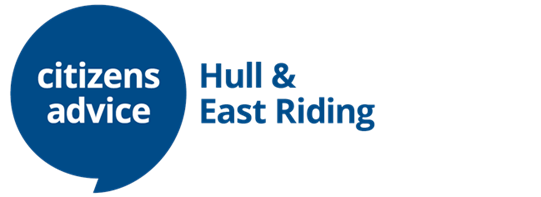 citizens
advice
Hull &
East Riding